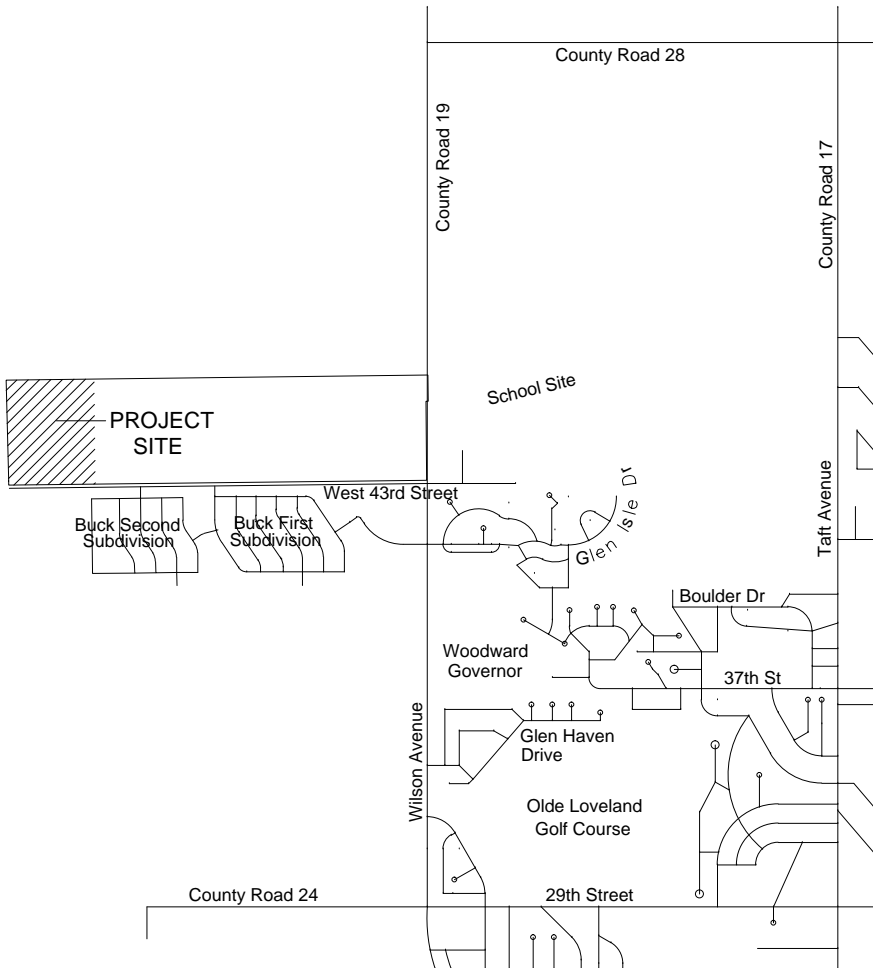 County Road 28
County Road 19
County Road 17
School Site
PROJECT
SITE
West 43rd Street
Buck Second
Subdivision
Buck First
Subdivision
Glen Isle Dr
Taft Avenue
Boulder Dr
Woodward
Governor
37th St
Wilson Avenue
Glen Haven
Drive
Olde Loveland
Golf Course
County Road 24
29th Street